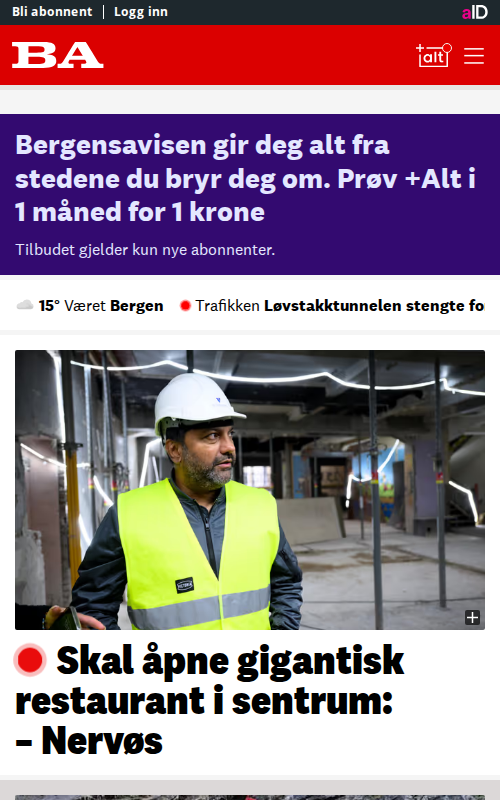 Bli abonnent
Logg inn
aID
BA
+alt
Bergensavisen gir deg alt fra
stedene du bryr deg om. Prøv +Alt i
1 måned for 1 krone
Tilbudet gjelder kun nye abonnenter.
15° Været Bergen
Trafikken Løvstakktunnelen stengte
Skal åpne gigantisk
restaurant i sentrum:
– Nervøs